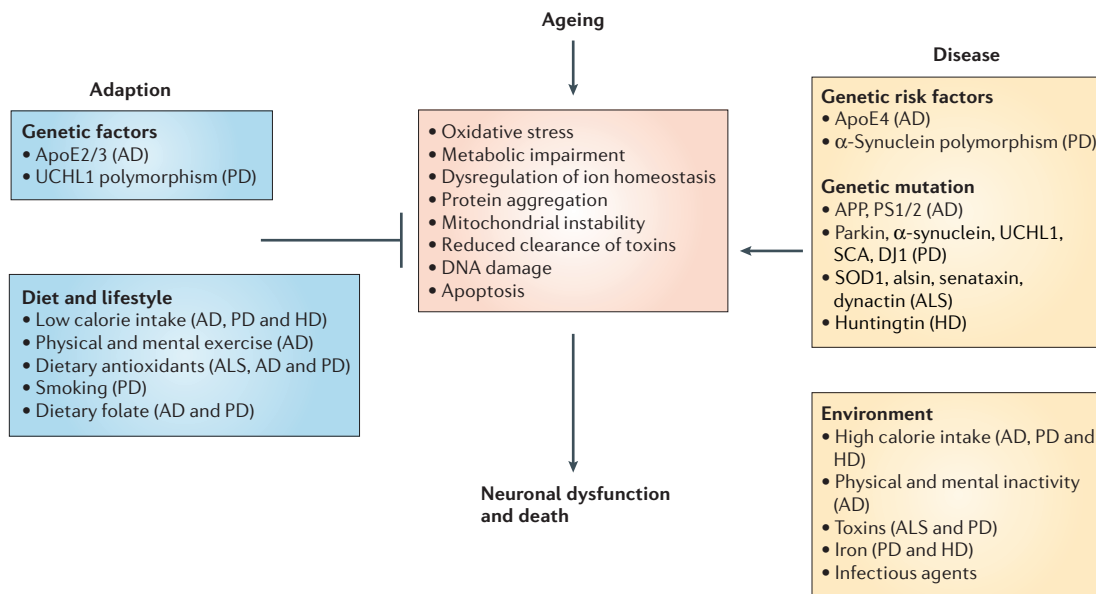 Ageing
Adaption
Genetic factors
• ApoE2/3 (AD)
• UCHL1 polymorphism (PD)
Diet and lifestyle
• Low calorie intake (AD, PD and HD)
• Physical and mental exercise (AD)
• Dietary antioxidants (ALS, AD and PD)
• Smoking (PD)
• Dietary folate (AD and PD)
• Oxidative stress
• Metabolic impairment
• Dysregulation of ion homeostasis
• Protein aggregation
• Mitochondrial instability
• Reduced clearance of toxins
• DNA damage
• Apoptosis
Neuronal dysfunction
and death
Disease
Genetic risk factors
• ApoE4 (AD)
• α-Synuclein polymorphism (PD)
Genetic mutation
• APP, PS1/2 (AD)
• Parkin, α-synuclein, UCHL1,
SCA, DJ1 (PD)
• SOD1, alsin, senataxin,
dynactin (ALS)
• Huntingtin (HD)
Environment
• High calorie intake (AD, PD and
HD)
• Physical and mental inactivity
(AD)
• Toxins (ALS and PD)
• Iron (PD and HD)
• Infectious agents